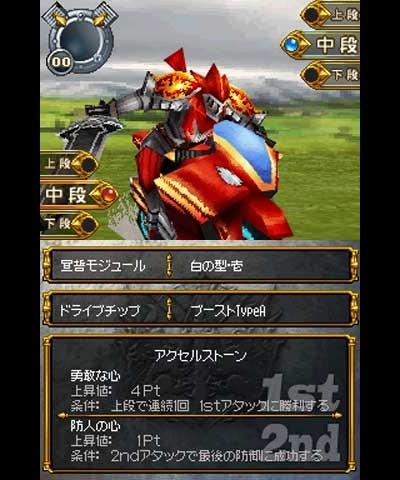 上段
中段
下段
00
上段
中段
下段
宣誓モジュール 白の型・壱
ドライブチップ ブーストTypeA
アクセルストーン
勇敢な心
上昇値: 4Pt
条件: 上段で連続1回 1stアタックに勝利する
1st
防人の心
上昇値: 1Pt
条件: 2ndアタックで最後の防御に成功する
2nd